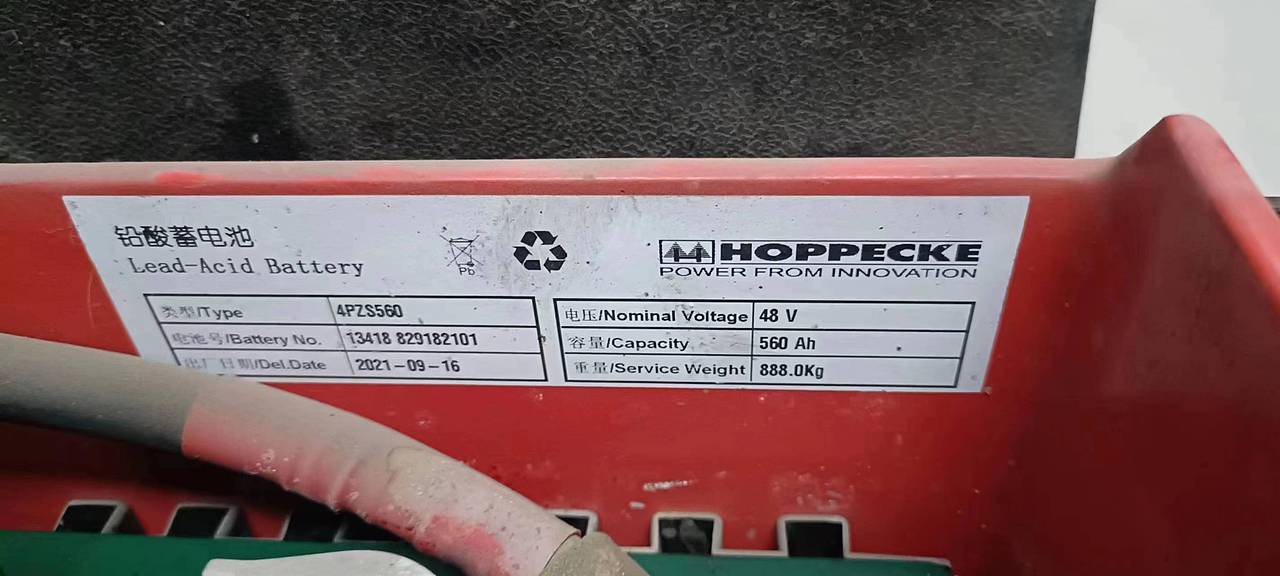 铅酸蓄电池
Lead-Acid Battery
Pb
HOPPECKE
POWER FROM INNOVATION
类型/Type 4PZS560
电池号/Battery No. 13418 829182101
出厂日期/Del.Date 2021-09-16
电压/Nominal Voltage 48 V
容量/Capacity 560 Ah
重量/Service Weight 888.0Kg